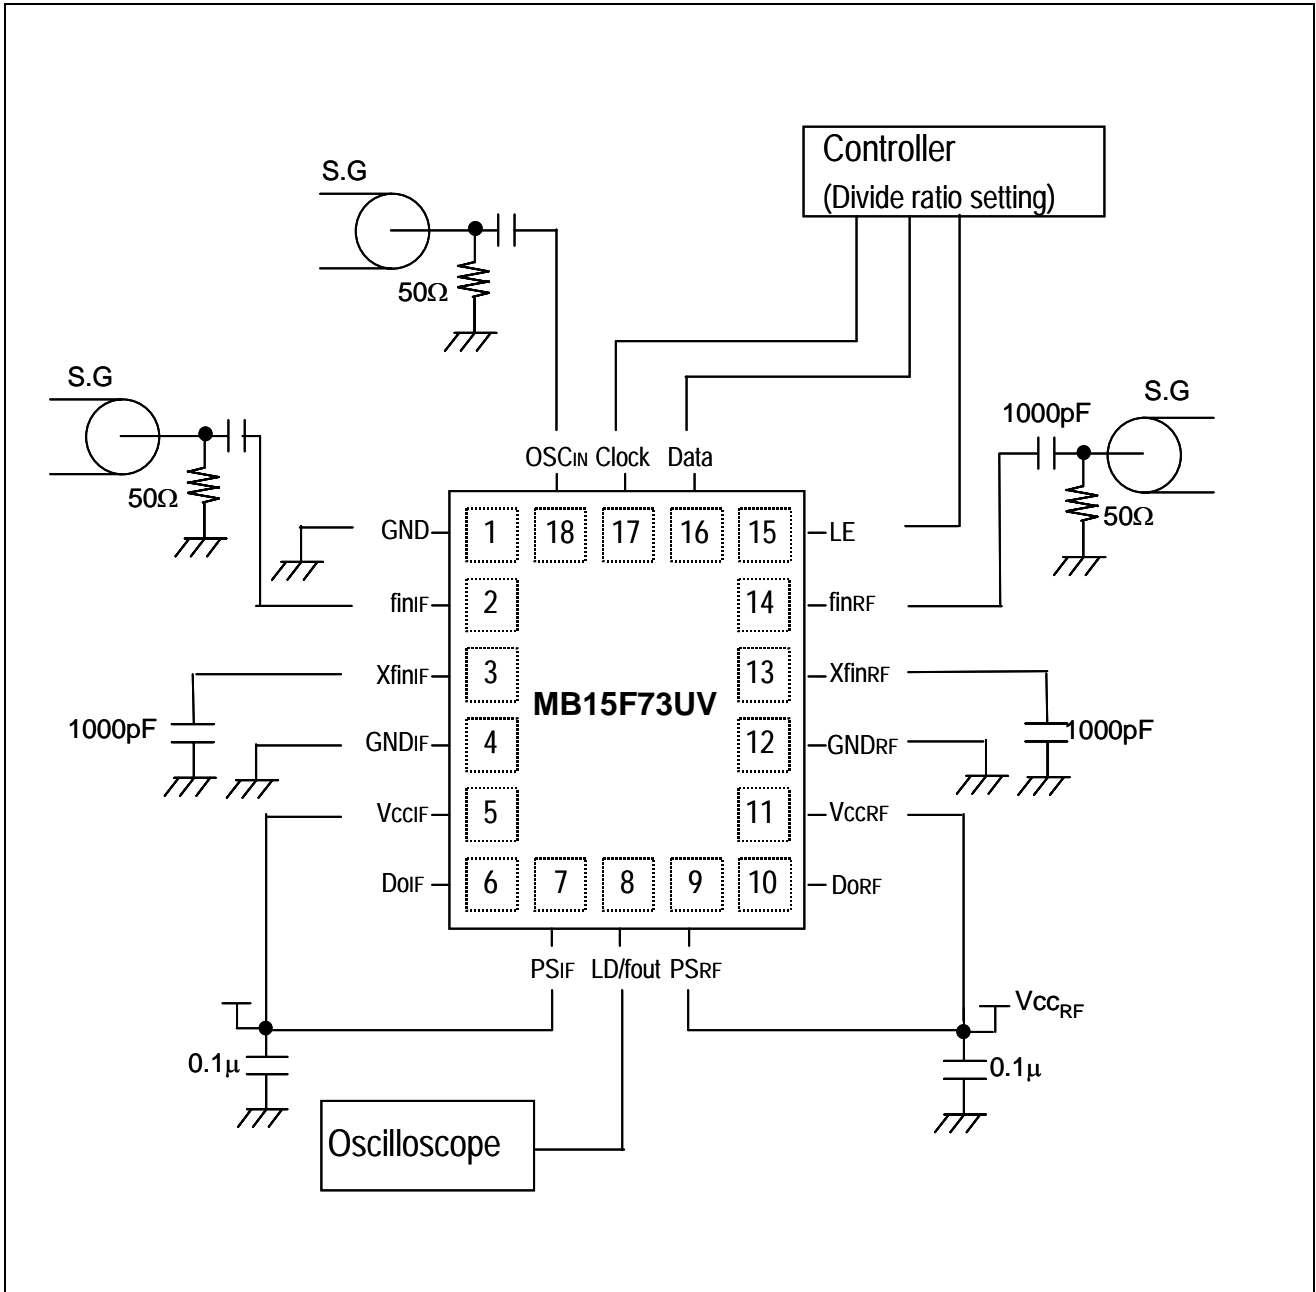 Controller
(Divide ratio setting)
S.G
50Ω
S.G
50Ω
1000pF
S.G
50Ω
OSCIN Clock Data
GND 1 18 17 16 15 LE
finIF 2 14 finRF
XfinIF 3 13 XfinRF
MB15F73UV
1000pF
GNDIF 4 12 GNDRF
1000pF
VCCIF 5 11 VCCRF
DoIF 6 7 8 9 10 DoRF
PSIF LD/fout PSRF
VccRF
0.1μ
0.1μ
Oscilloscope